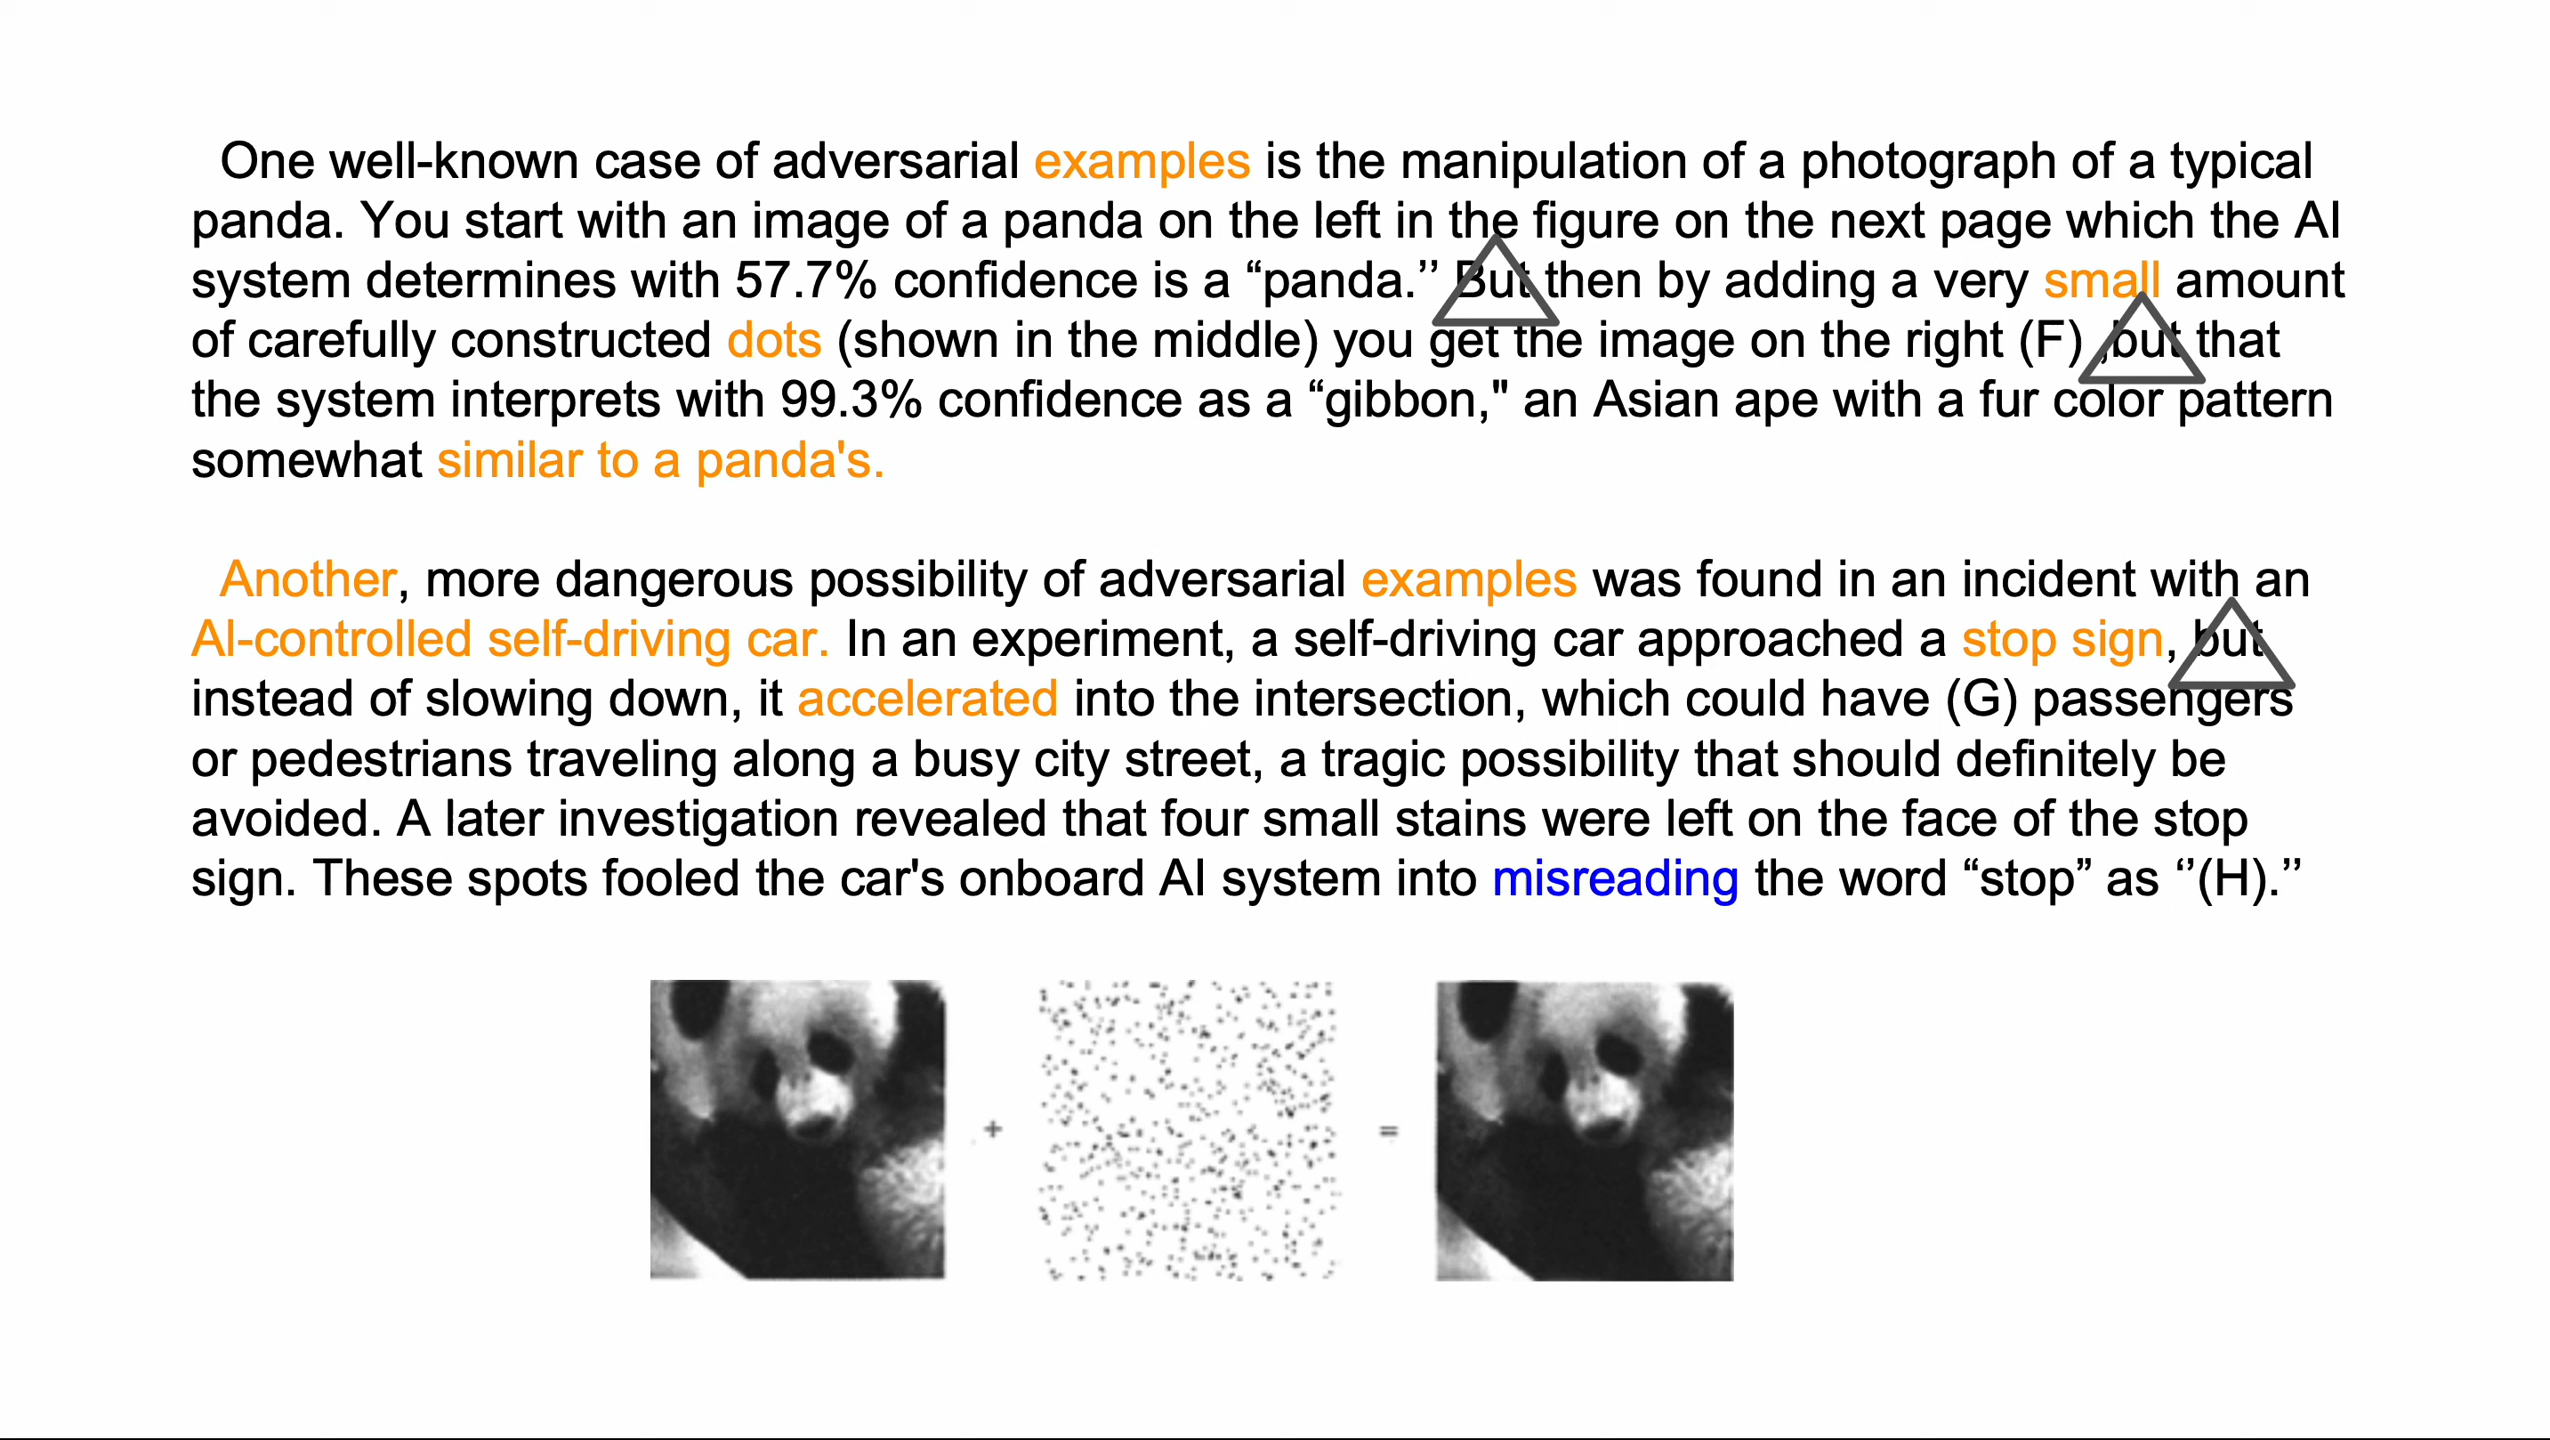 One well-known case of adversarial examples is the manipulation of a photograph of a typical
panda. You start with an image of a panda on the left in the figure on the next page which the AI
system determines with 57.7% confidence is a “panda.’’ But then by adding a very small amount
of carefully constructed dots (shown in the middle) you get the image on the right (F) ,but that
the system interprets with 99.3% confidence as a “gibbon," an Asian ape with a fur color pattern
somewhat similar to a panda's.
Another, more dangerous possibility of adversarial examples was found in an incident with an
AI-controlled self-driving car. In an experiment, a self-driving car approached a stop sign, but
instead of slowing down, it accelerated into the intersection, which could have (G) passengers
or pedestrians traveling along a busy city street, a tragic possibility that should definitely be
avoided. A later investigation revealed that four small stains were left on the face of the stop
sign. These spots fooled the car's onboard AI system into misreading the word “stop” as ‘’(H).’’
+ =